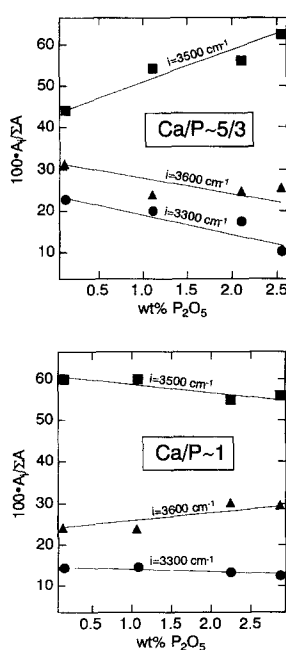 60
50
40
30
20
10
100•Aᵢ/ΣA
i=3500 cm⁻¹
Ca/P~5/3
i=3600 cm⁻¹
i=3300 cm⁻¹
0.5 1.0 1.5 2.0 2.5
wt% P₂O₅
60
50
40
30
20
10
100•Aᵢ/ΣA
i=3500 cm⁻¹
Ca/P~1
i=3600 cm⁻¹
i=3300 cm⁻¹
0.5 1.0 1.5 2.0 2.5
wt% P₂O₅